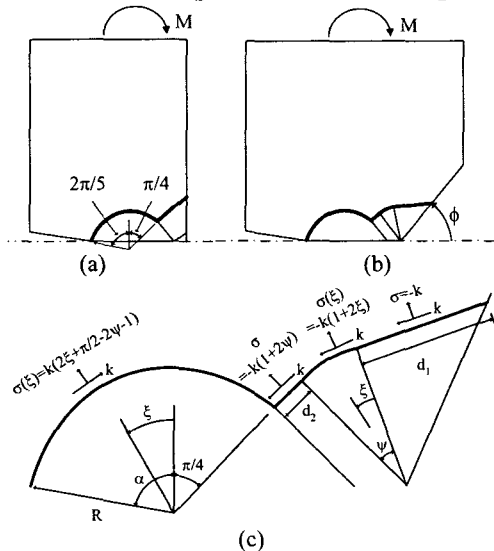 M
M
2π/5
π/4
ϕ
(a)
(b)
σ(ξ)=k(2ξ+π/2-2ψ-1)
k
σ
=-k(1+2ψ)
k
σ(ξ)
=-k(1+2ξ)
k
σ=-k
k
d₁
d₂
ξ
ξ
ψ
α
π/4
R
(c)